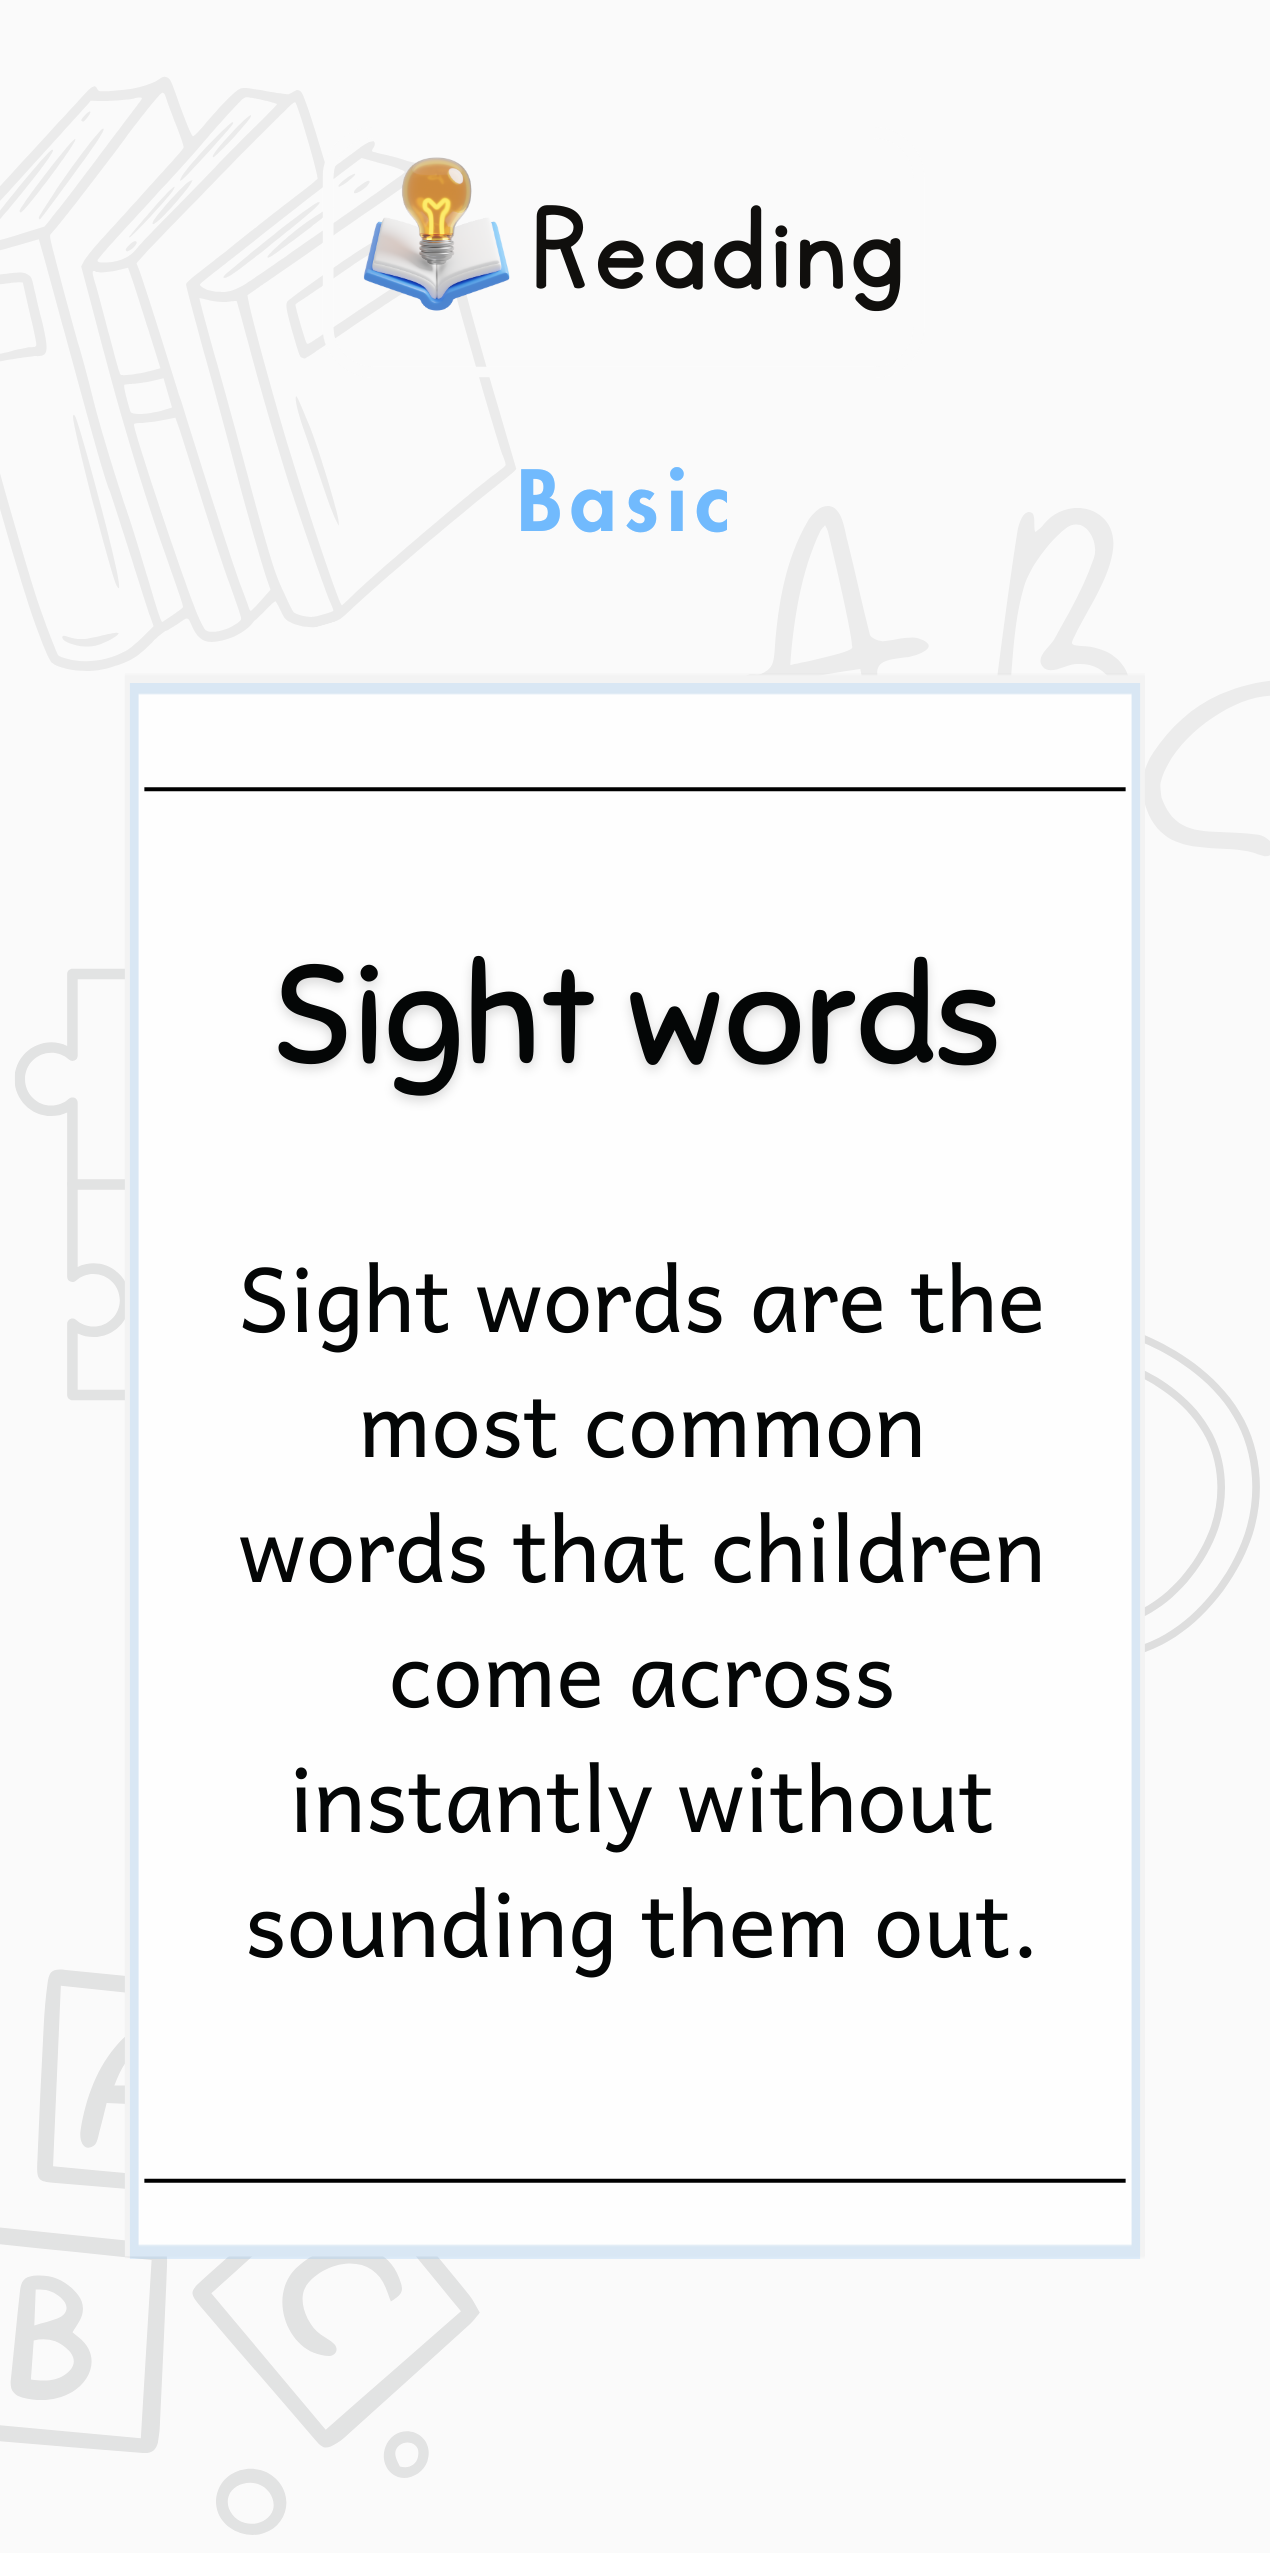 Reading
Basic
A B
Sight words
Sight words are the
most common
words that children
come across
instantly without
sounding them out.
A
B
C